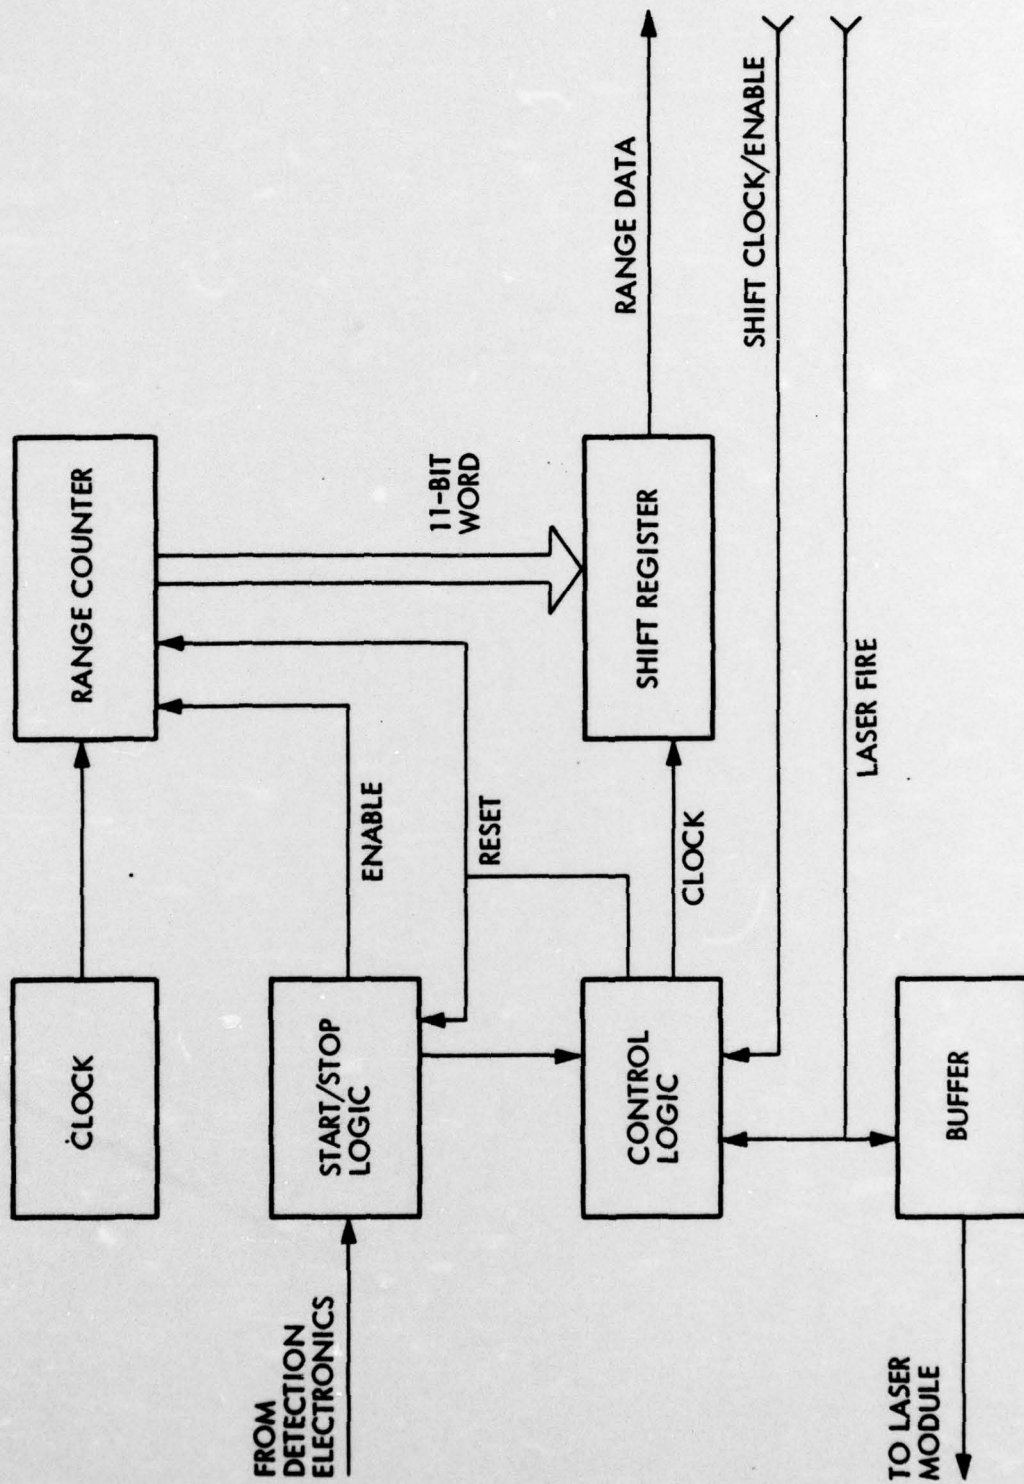 CLOCK
RANGE COUNTER
FROM
DETECTION
ELECTRONICS
START/STOP
LOGIC
ENABLE
RESET
11-BIT
WORD
CONTROL
LOGIC
CLOCK
SHIFT REGISTER
RANGE DATA
SHIFT CLOCK/ENABLE
LASER FIRE
TO LASER
MODULE
BUFFER